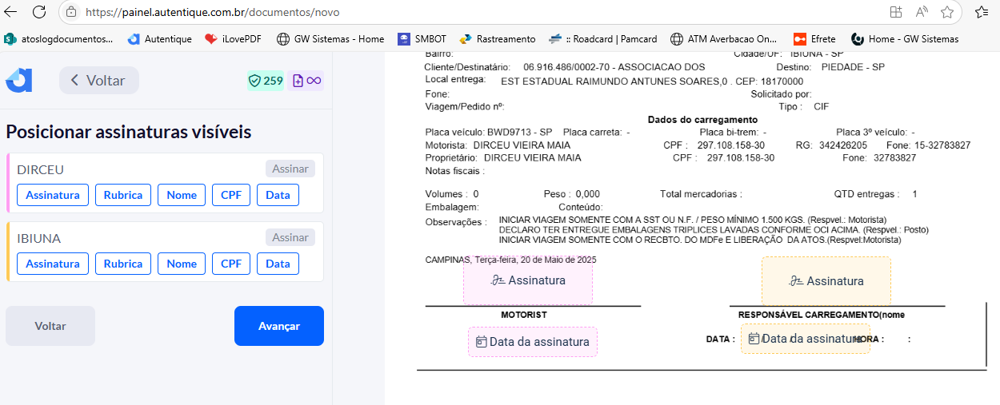 https://painel.autentique.com.br/documentos/novo
atoslogdocumentos... Autentique iLovePDF GW Sistemas - Home SMBOT Rastreamento :: Roadcard | Pamcard ATM Averbacao On... Efrete Home - GW Sistemas
Voltar 259 ∞
Posicionar assinaturas visíveis
DIRCEU Assinar
Assinatura Rubrica Nome CPF Data
IBIUNA Assinar
Assinatura Rubrica Nome CPF Data
Voltar Avançar
Bairro: Cidade/UF: IBIUNA - SP
Cliente/Destinatário: 06.916.486/0002-70 - ASSOCIACAO DOS Destino: PIEDADE - SP
Local entrega: EST ESTADUAL RAIMUNDO ANTUNES SOARES,0 . CEP: 18170000
Fone: Solicitado por:
Viagem/Pedido nº: Tipo : CIF
Dados do carregamento
Placa veículo: BWD9713 - SP Placa carreta: - Placa bi-trem: - Placa 3º veículo: -
Motorista: DIRCEU VIEIRA MAIA CPF : 297.108.158-30 RG: 342426205 Fone: 15-32783827
Proprietário: DIRCEU VIEIRA MAIA CPF : 297.108.158-30 Fone: 32783827
Notas fiscais :
Volumes : 0 Peso : 0,000 Total mercadorias : QTD entregas : 1
Embalagem: Conteúdo:
Observações : INICIAR VIAGEM SOMENTE COM A SST OU N.F. / PESO MÍNIMO 1.500 KGS. (Respvel.: Motorista)
DECLARO TER ENTREGUE EMBALAGENS TRIPLICES LAVADAS CONFORME OCI ACIMA. (Respvel.: Posto)
INICIAR VIAGEM SOMENTE COM O RECBTO. DO MDFe E LIBERAÇÃO DA ATOS.(Respvel:Motorista)
CAMPINAS, Terça-feira, 20 de Maio de 2025
Assinatura Assinatura
MOTORIST RESPONSÁVEL CARREGAMENTO(nome
Data da assinatura DATA : Data da assinatura HORA : :